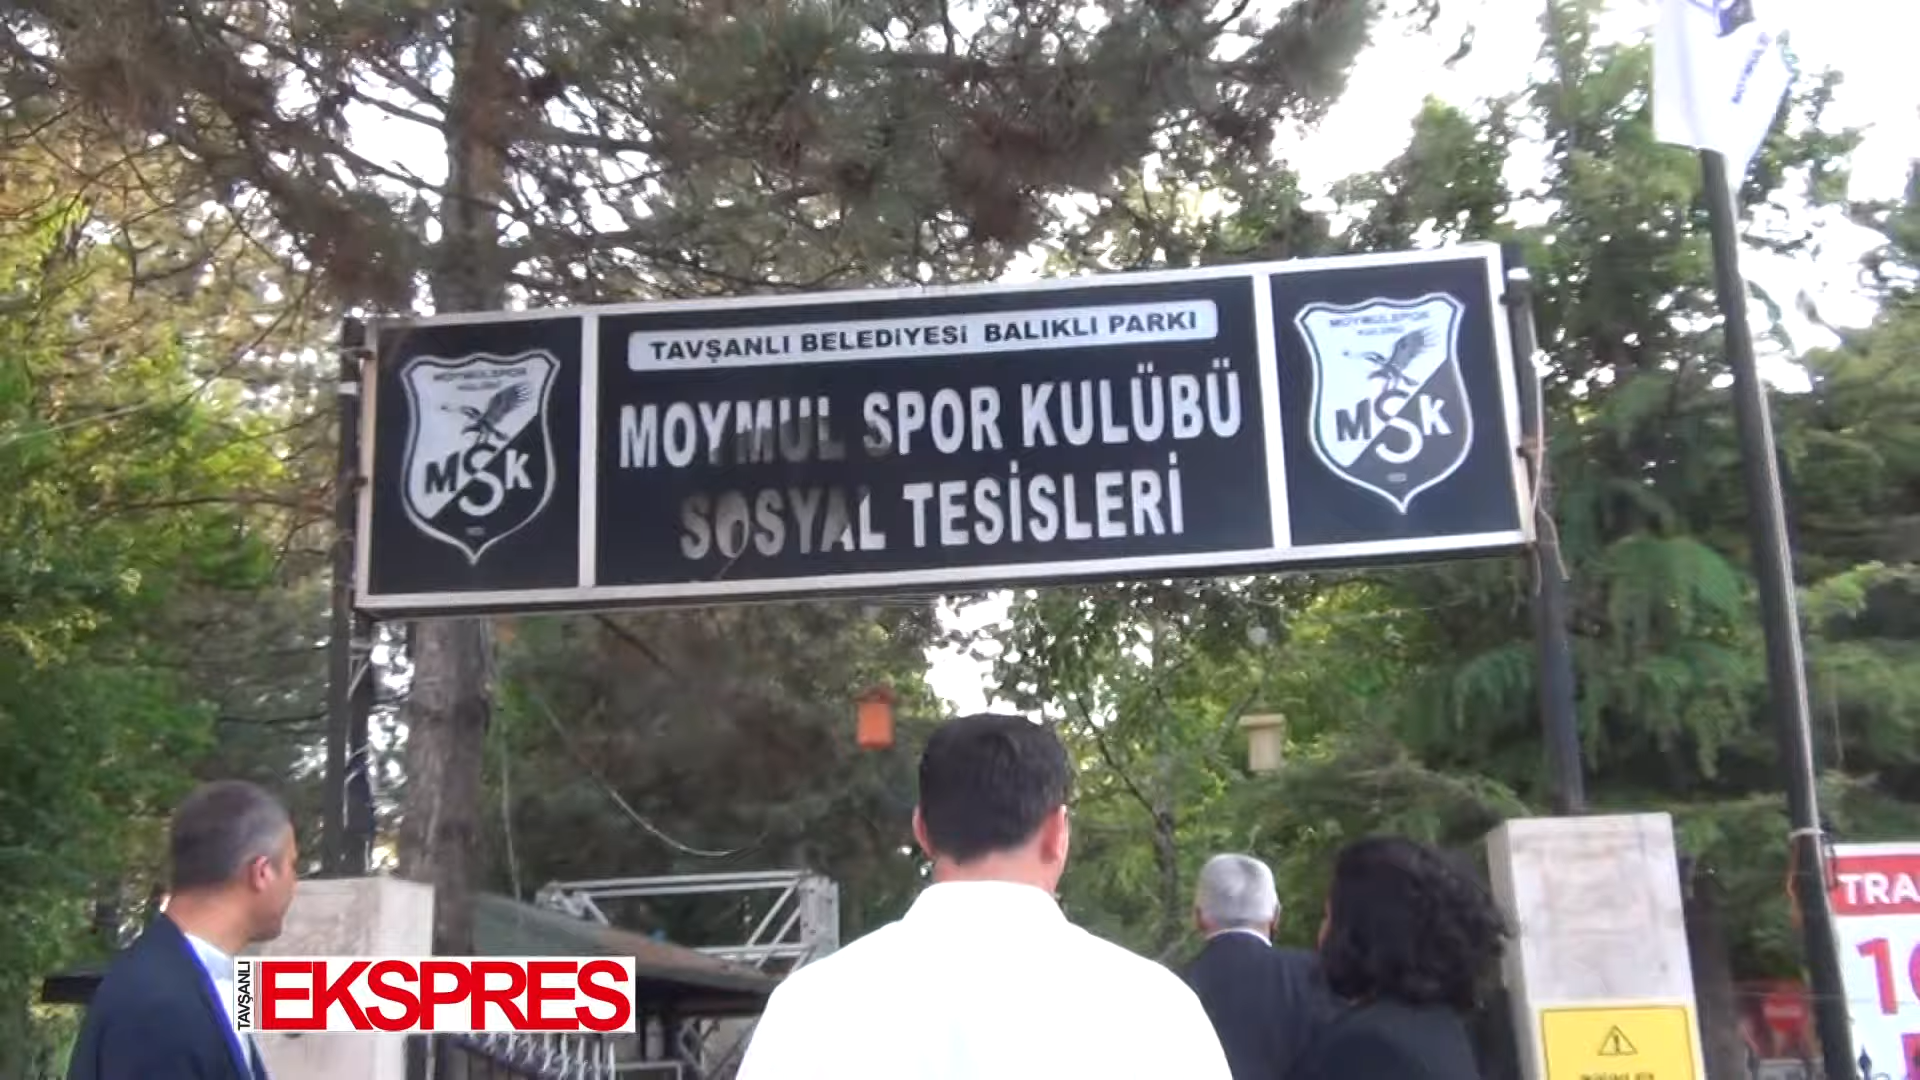 TAVŞANLI BELEDİYESİ BALIKLI PARKI
MOYMUL SPOR KULÜBÜ
SOSYAL TESİSLERİ
MOYMULSPOR
KULÜBÜ
MSK
MOYMULSPOR
KULÜBÜ
MSK
TRA
TAVŞANLI
EKSPRES